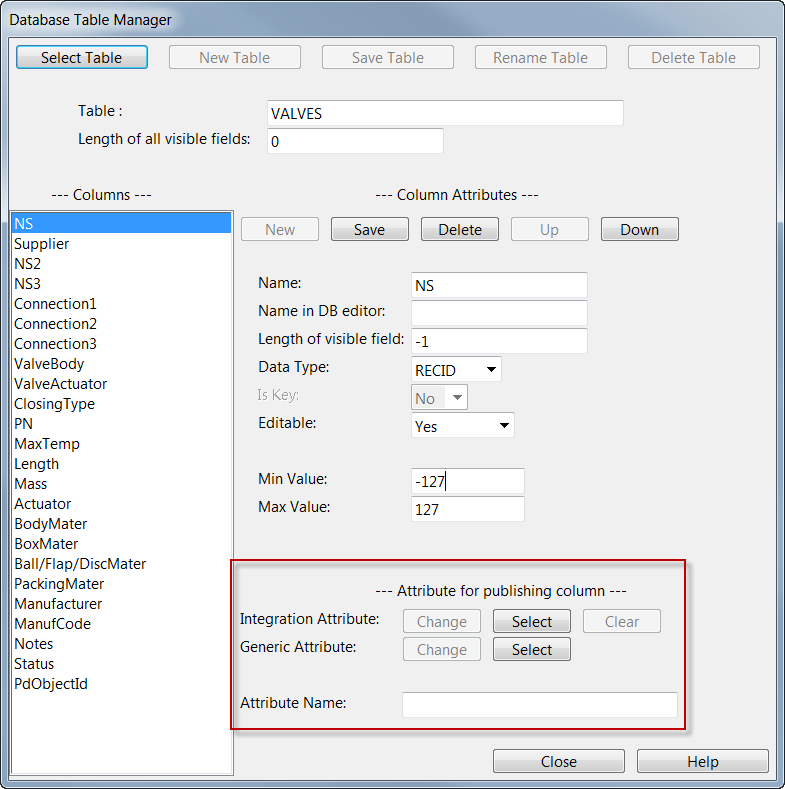 Database Table Manager
Select Table New Table Save Table Rename Table Delete Table
Table : VALVES
Length of all visible fields: 0
--- Columns ---
NS
Supplier
NS2
NS3
Connection1
Connection2
Connection3
ValveBody
ValveActuator
ClosingType
PN
MaxTemp
Length
Mass
Actuator
BodyMater
BoxMater
Ball/Flap/DiscMater
PackingMater
Manufacturer
ManufCode
Notes
Status
PdObjectId
--- Column Attributes ---
New Save Delete Up Down
Name: NS
Name in DB editor:
Length of visible field: -1
Data Type: RECID
Is Key: No
Editable: Yes
Min Value: -127
Max Value: 127
--- Attribute for publishing column ---
Integration Attribute: Change Select Clear
Generic Attribute: Change Select
Attribute Name:
Close Help